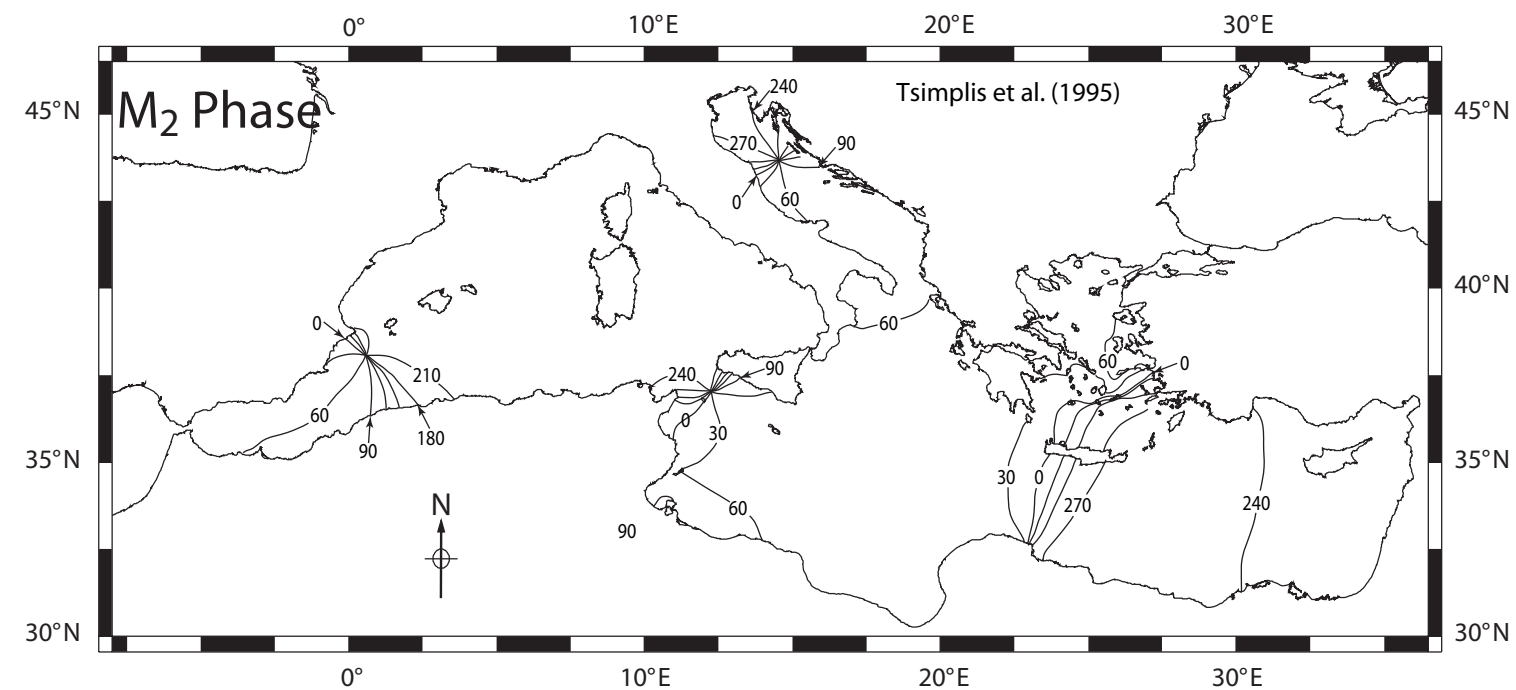 0° 10°E 20°E 30°E
M₂ Phase
Tsimplis et al. (1995)
45°N 45°N
240
270 90
0 60
40°N 40°N
0 60
60 0
210 240 90
60 0
180 30
90
35°N 35°N
30 0 270 240
N
60
90
30°N 30°N
0° 10°E 20°E 30°E